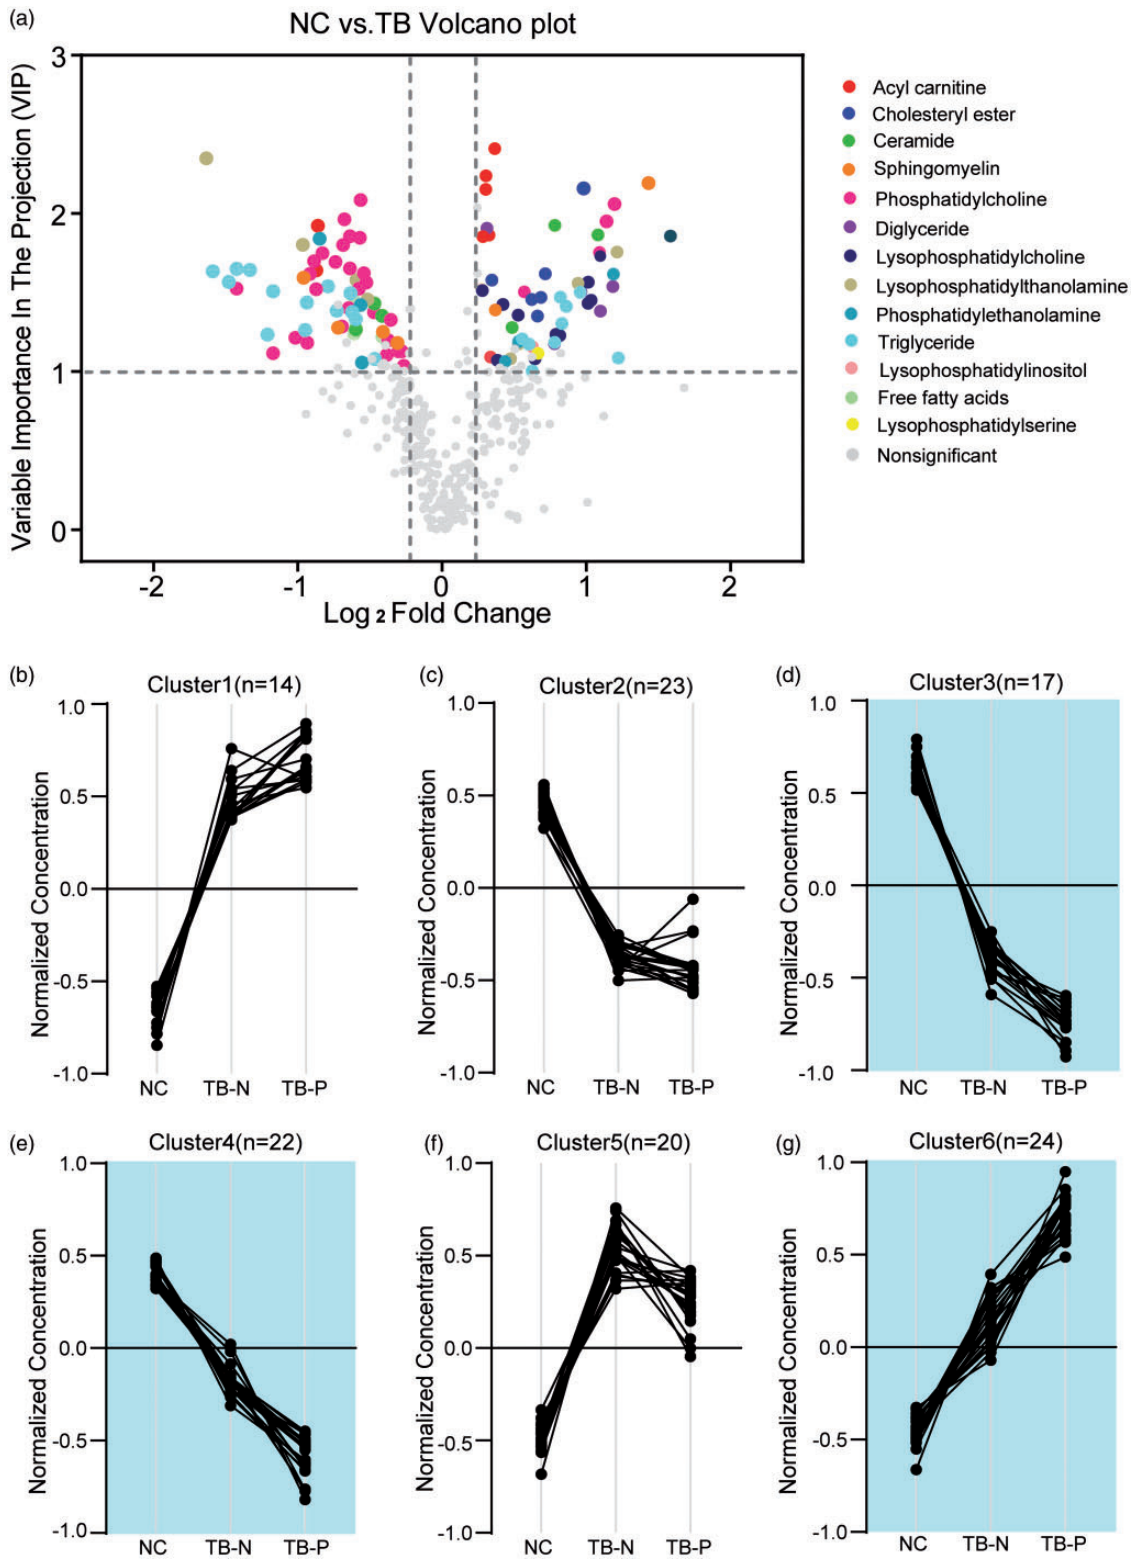 (a)
NC vs.TB Volcano plot
Variable Importance In The Projection (VIP)
3
2
1
0
-2 -1 0 1 2
Log 2 Fold Change
Acyl carnitine
Cholesteryl ester
Ceramide
Sphingomyelin
Phosphatidylcholine
Diglyceride
Lysophosphatidylcholine
Lysophosphatidylthanolamine
Phosphatidylethanolamine
Triglyceride
Lysophosphatidylinositol
Free fatty acids
Lysophosphatidylserine
Nonsignificant
(b)
Cluster1(n=14)
Normalized Concentration
1.0
0.5
0.0
-0.5
-1.0
NC TB-N TB-P
(c)
Cluster2(n=23)
Normalized Concentration
1.0
0.5
0.0
-0.5
-1.0
NC TB-N TB-P
(d)
Cluster3(n=17)
Normalized Concentration
1.0
0.5
0.0
-0.5
-1.0
NC TB-N TB-P
(e)
Cluster4(n=22)
Normalized Concentration
1.0
0.5
0.0
-0.5
-1.0
NC TB-N TB-P
(f)
Cluster5(n=20)
Normalized Concentration
1.0
0.5
0.0
-0.5
-1.0
NC TB-N TB-P
(g)
Cluster6(n=24)
Normalized Concentration
1.0
0.5
0.0
-0.5
-1.0
NC TB-N TB-P